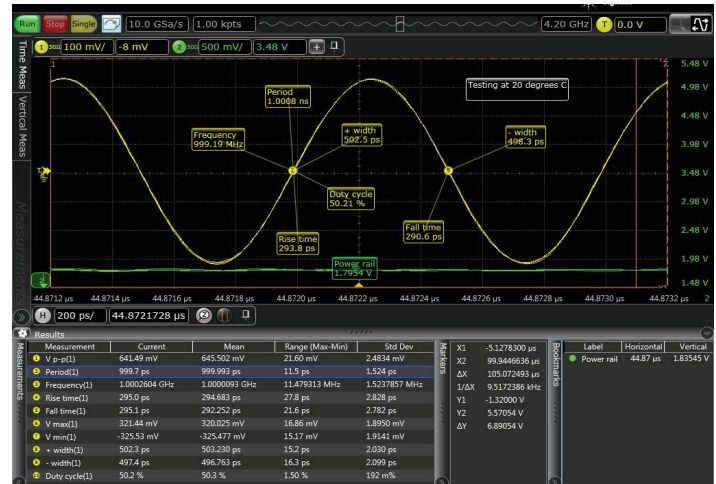 Run Stop Single 10.0 GSa/s 1.00 kpts 4.20 GHz T 0.0 V
1 50Ω 100 mV/ -8 mV 2 50Ω 500 mV/ 3.48 V +
Time Meas
Vertical Meas
Measurements
Period
1.0008 ns
Testing at 20 degrees C
Frequency
999.19 MHz
+ width
502.5 ps
- width
498.3 ps
Duty cycle
50.21 %
Rise time
293.8 ps
Fall time
290.6 ps
Power rail
1.7954 V
5.48 V
4.98 V
4.48 V
3.98 V
3.48 V
2.98 V
2.48 V
1.98 V
1.48 V
44.8712 µs 44.8714 µs 44.8716 µs 44.8718 µs 44.8720 µs 44.8722 µs 44.8724 µs 44.8726 µs 44.8728 µs 44.8730 µs 44.8732 µs 2
H 200 ps/ 44.8721728 µs
Results
Measurements
Measurement Current Mean Range (Max-Min) Std Dev
1 V p-p(1) 641.49 mV 645.502 mV 21.60 mV 2.4834 mV
2 Period(1) 999.7 ps 999.993 ps 11.5 ps 1.524 ps
3 Frequency(1) 1.0002604 GHz 1.0000093 GHz 11.479313 MHz 1.5237857 MHz
4 Rise time(1) 295.0 ps 294.683 ps 27.8 ps 2.828 ps
5 Fall time(1) 295.1 ps 292.252 ps 21.6 ps 2.782 ps
6 V max(1) 321.44 mV 320.025 mV 16.86 mV 1.8950 mV
7 V min(1) -325.53 mV -325.477 mV 15.17 mV 1.9141 mV
8 + width(1) 502.3 ps 503.230 ps 15.2 ps 2.030 ps
9 - width(1) 497.4 ps 496.763 ps 16.3 ps 2.099 ps
10 Duty cycle(1) 50.2 % 50.3 % 1.50 % 192 m%
Markers
X1 -5.1278300 µs
X2 99.9446636 µs
ΔX 105.072493 µs
1/ΔX 9.5172386 kHz
Y1 -1.32000 V
Y2 5.57054 V
ΔY 6.89054 V
Bookmarks
Label Horizontal Vertical
Power rail 44.87 µs 1.83545 V